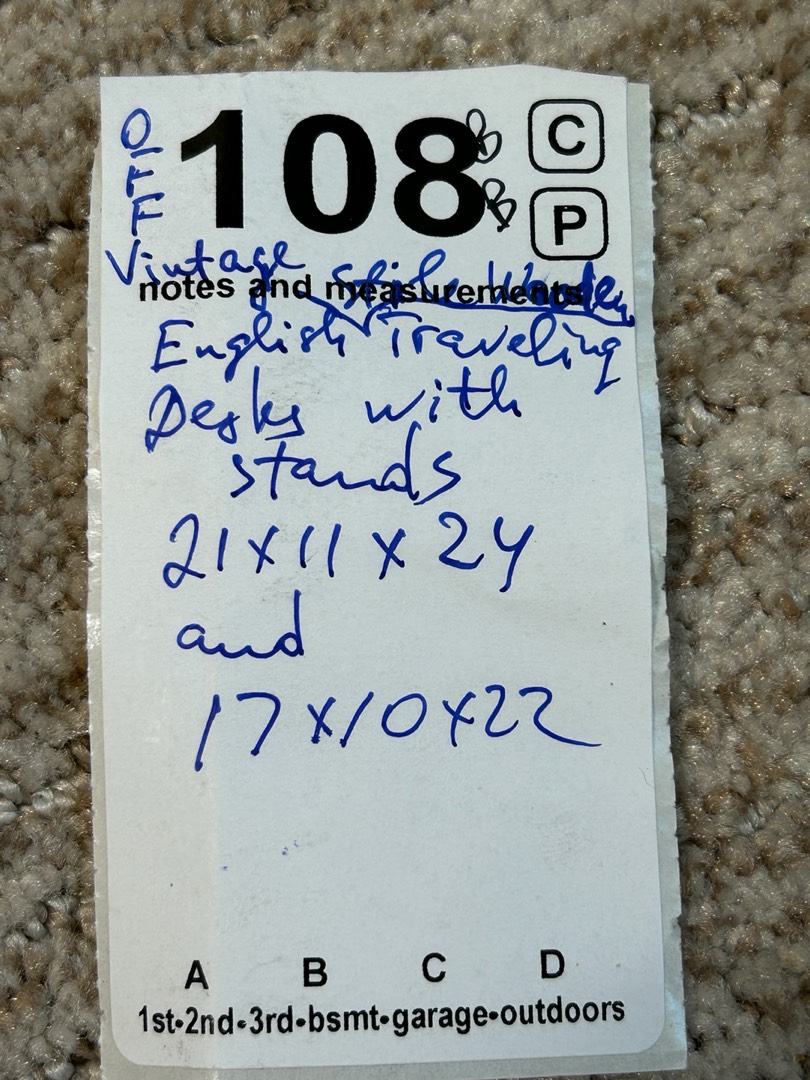 OFF
108
B
B
C
P
Vintage Style Wooden
notes and measurements
English Traveling
Desks with
stands
21x11x24
and
17x10x22
A B C D
1st•2nd•3rd•bsmt•garage•outdoors